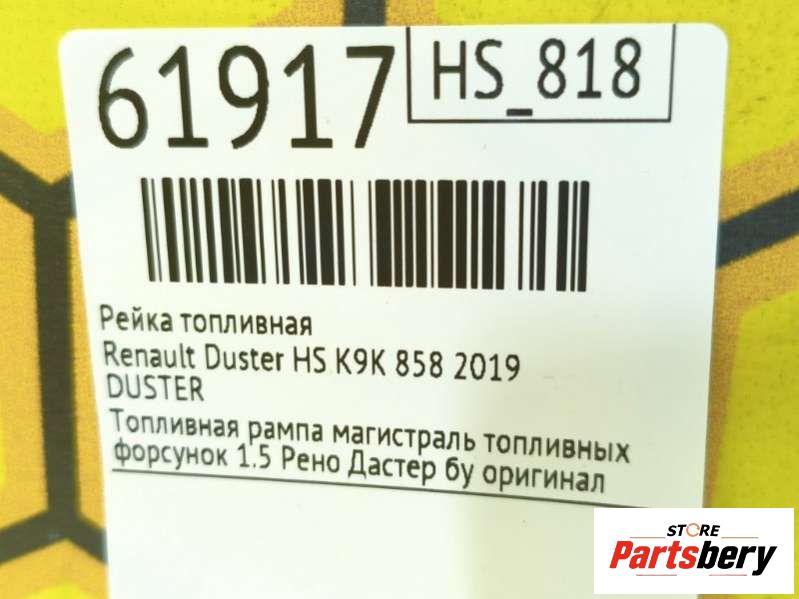 61917
HS_818
Рейка топливная
Renault Duster HS K9K 858 2019
DUSTER
Топливная рампа магистраль топливных
форсунок 1.5 Рено Дастер бу оригинал
STORE
Partsbery